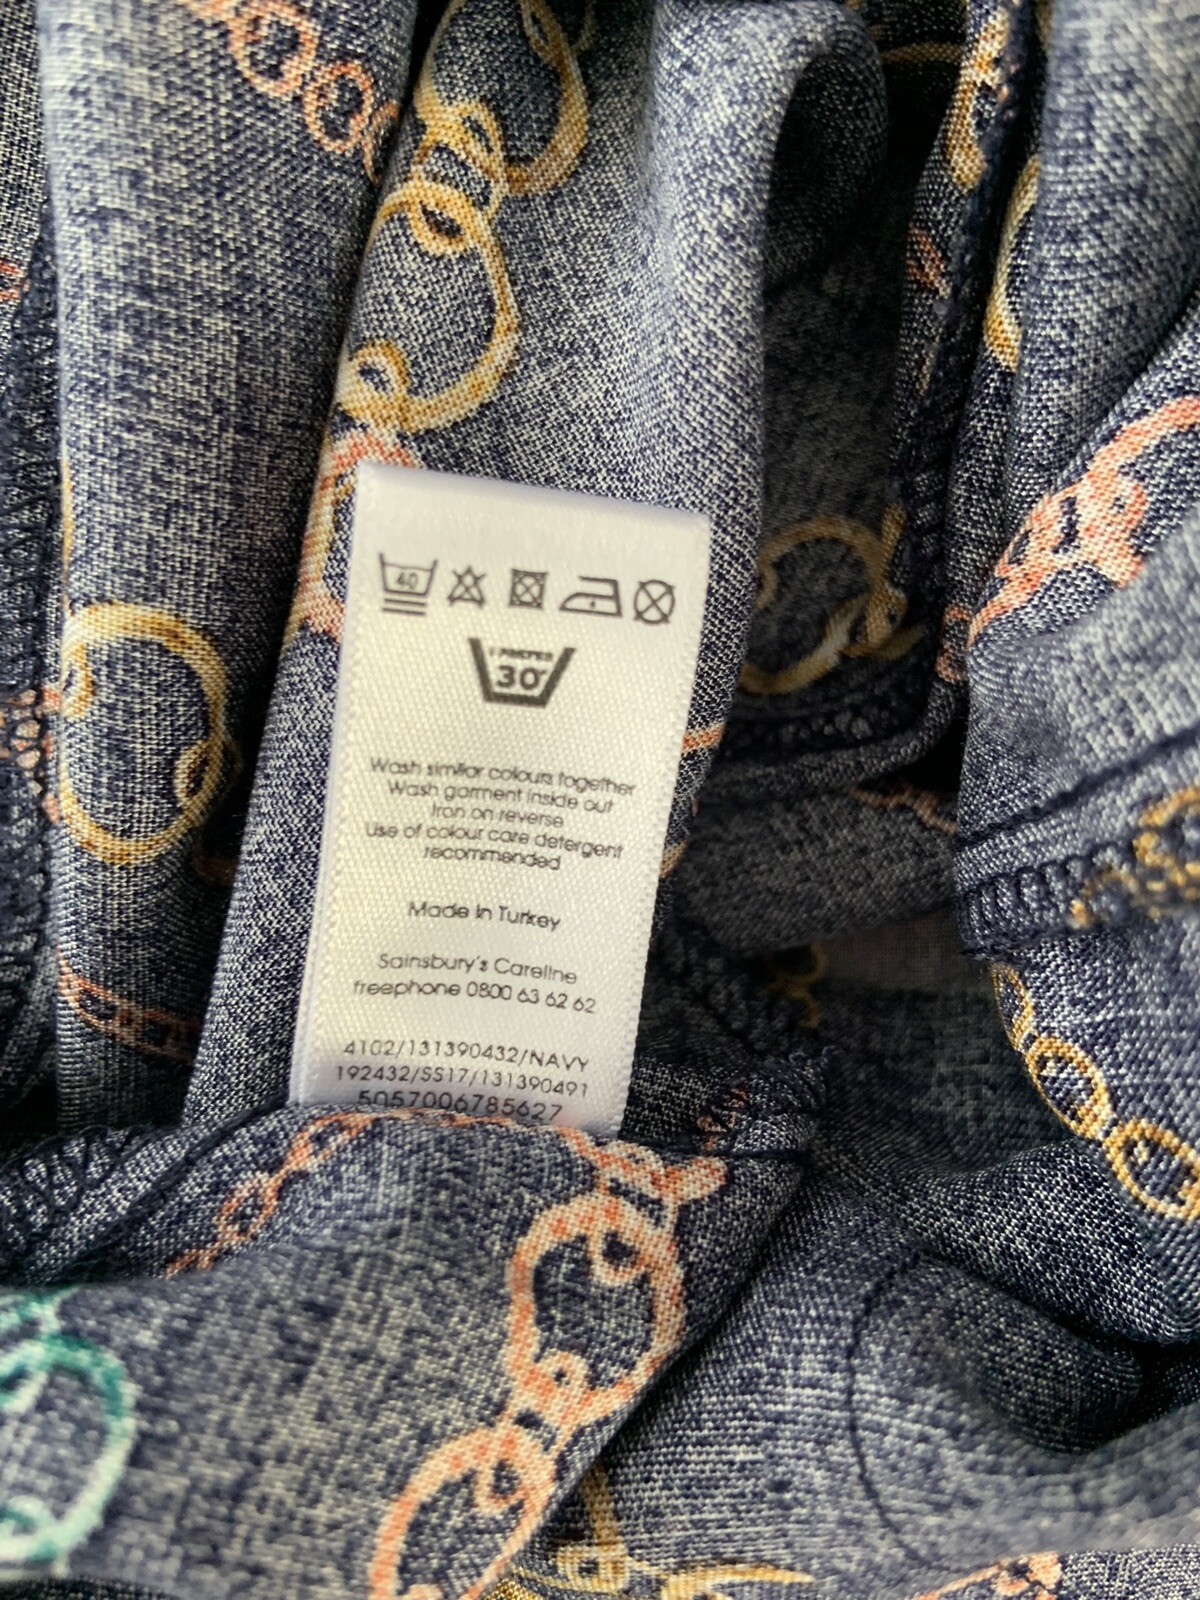 40
I PREFER
30°
Wash similar colours together
Wash garment inside out
Iron on reverse
Use of colour care detergent
recommended
Made in Turkey
Sainsbury's Careline
freephone 0800 63 62 62
4102/131390432/NAVY
192432/SS17/131390491
5057006785627